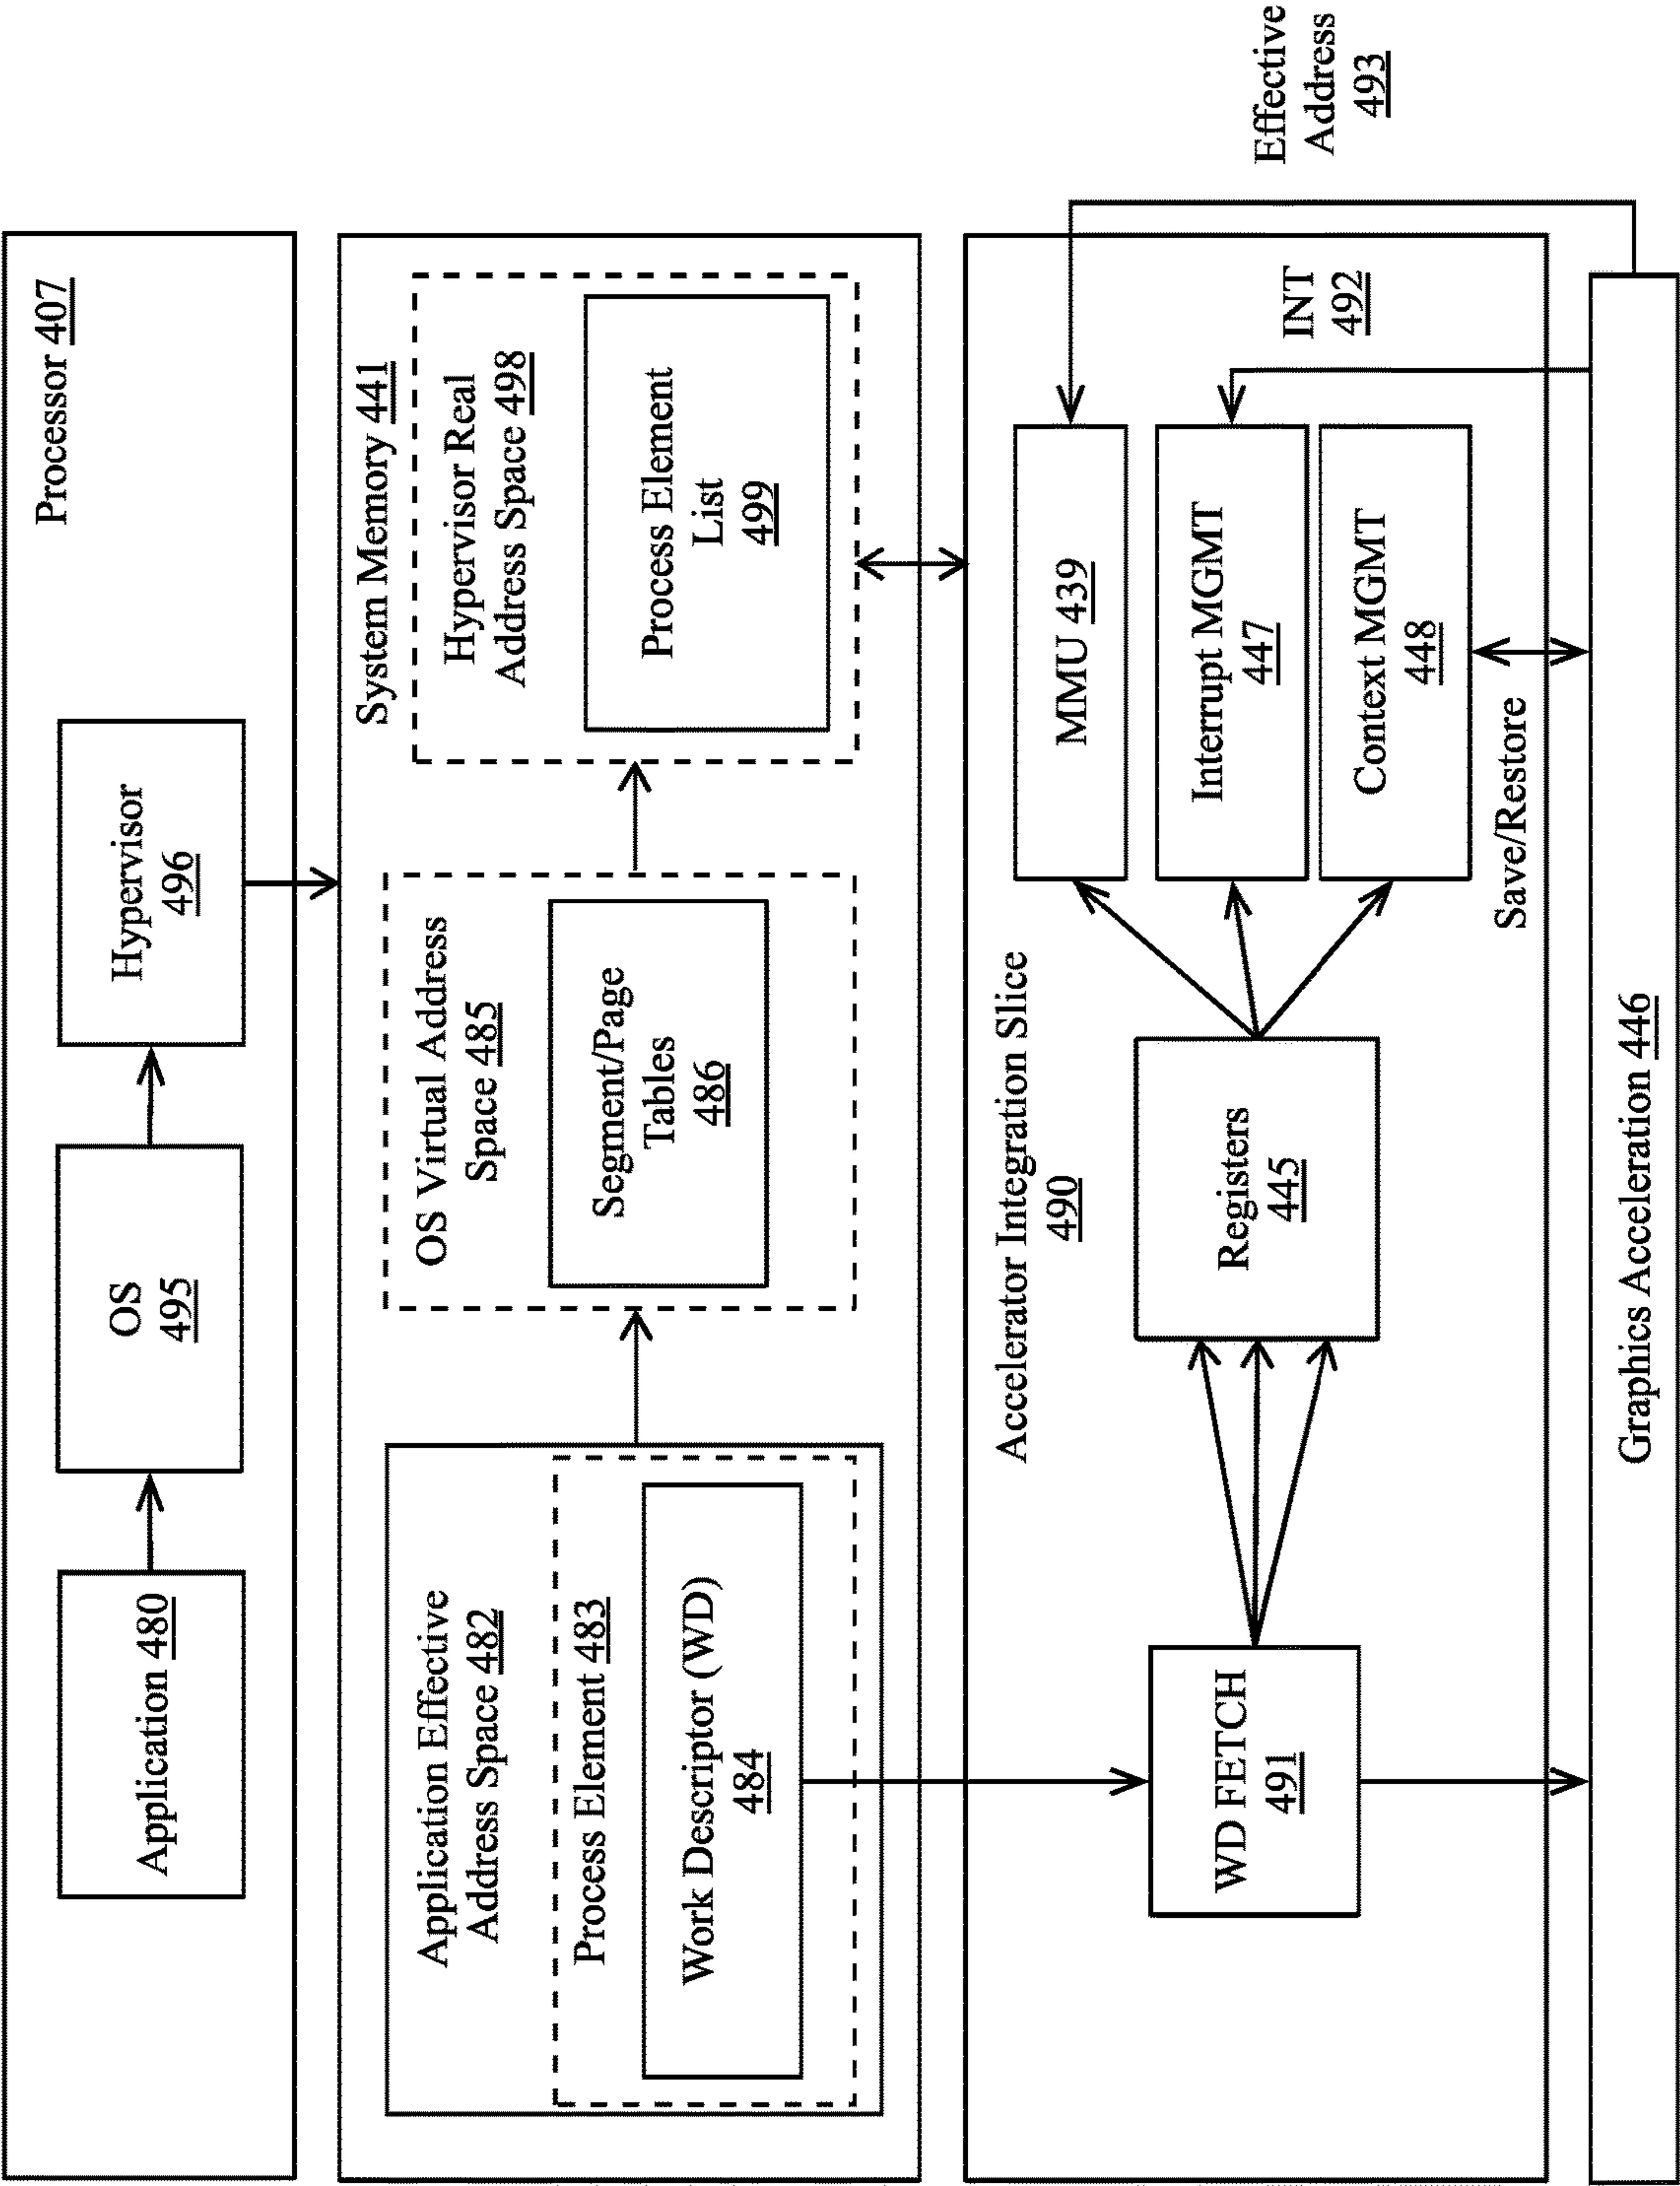 Processor 407
Application 480
OS
495
Hypervisor
496
System Memory 441
Application Effective
Address Space 482
Process Element 483
Work Descriptor (WD)
484
OS Virtual Address
Space 485
Segment/Page
Tables
486
Hypervisor Real
Address Space 498
Process Element
List
499
Accelerator Integration Slice
490
WD FETCH
491
Registers
445
MMU 439
Interrupt MGMT
447
Context MGMT
448
Save/Restore
INT
492
Effective
Address
493
Graphics Acceleration 446